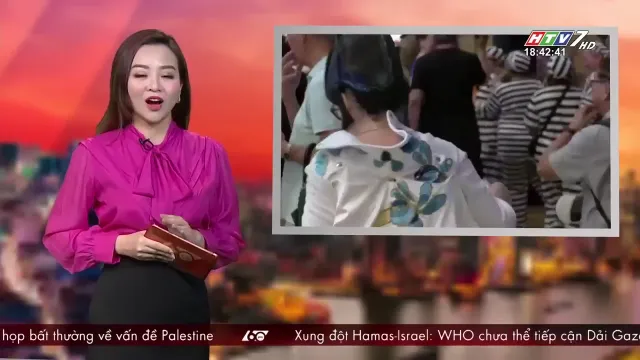 HTV7 HD
18:42:41
họp bất thường về vấn đề Palestine 60 Xung đột Hamas-Israel: WHO chưa thể tiếp cận Dải Gaz